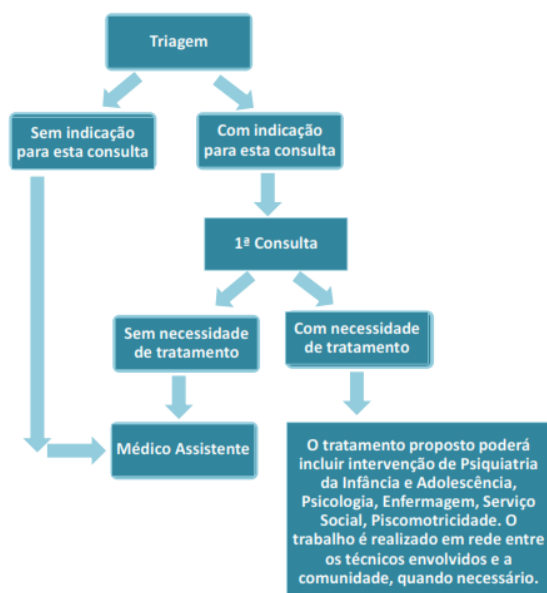 Triagem
Sem indicação
para esta consulta
Com indicação
para esta consulta
1ª Consulta
Sem necessidade
de tratamento
Com necessidade
de tratamento
Médico Assistente
O tratamento proposto poderá
incluir intervenção de Psiquiatria
da Infância e Adolescência,
Psicologia, Enfermagem, Serviço
Social, Piscomotricidade. O
trabalho é realizado em rede entre
os técnicos envolvidos e a
comunidade, quando necessário.